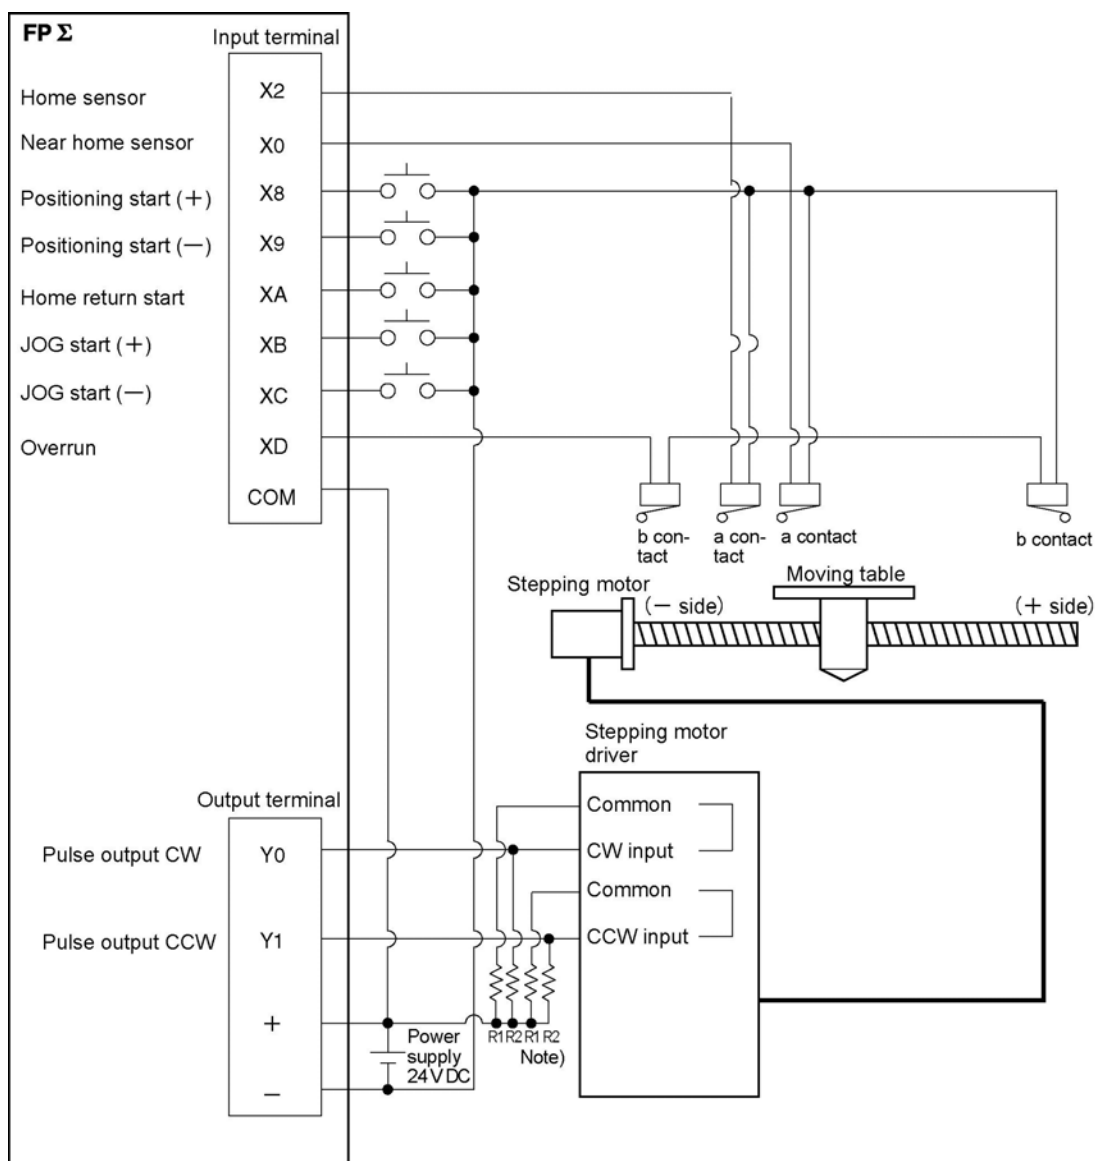 FP Σ
Input terminal
Home sensor
X2
Near home sensor
X0
Positioning start (+)
X8
Positioning start (—)
X9
Home return start
XA
JOG start (+)
XB
JOG start (—)
XC
Overrun
XD
COM
b con-
tact
a con-
tact
a contact
b contact
Stepping motor
Moving table
(— side)
(+ side)
Stepping motor
driver
Output terminal
Common
Pulse output CW
Y0
CW input
Common
Pulse output CCW
Y1
CCW input
+
Power
supply
24V DC
R1 R2 R1 R2
Note)
—